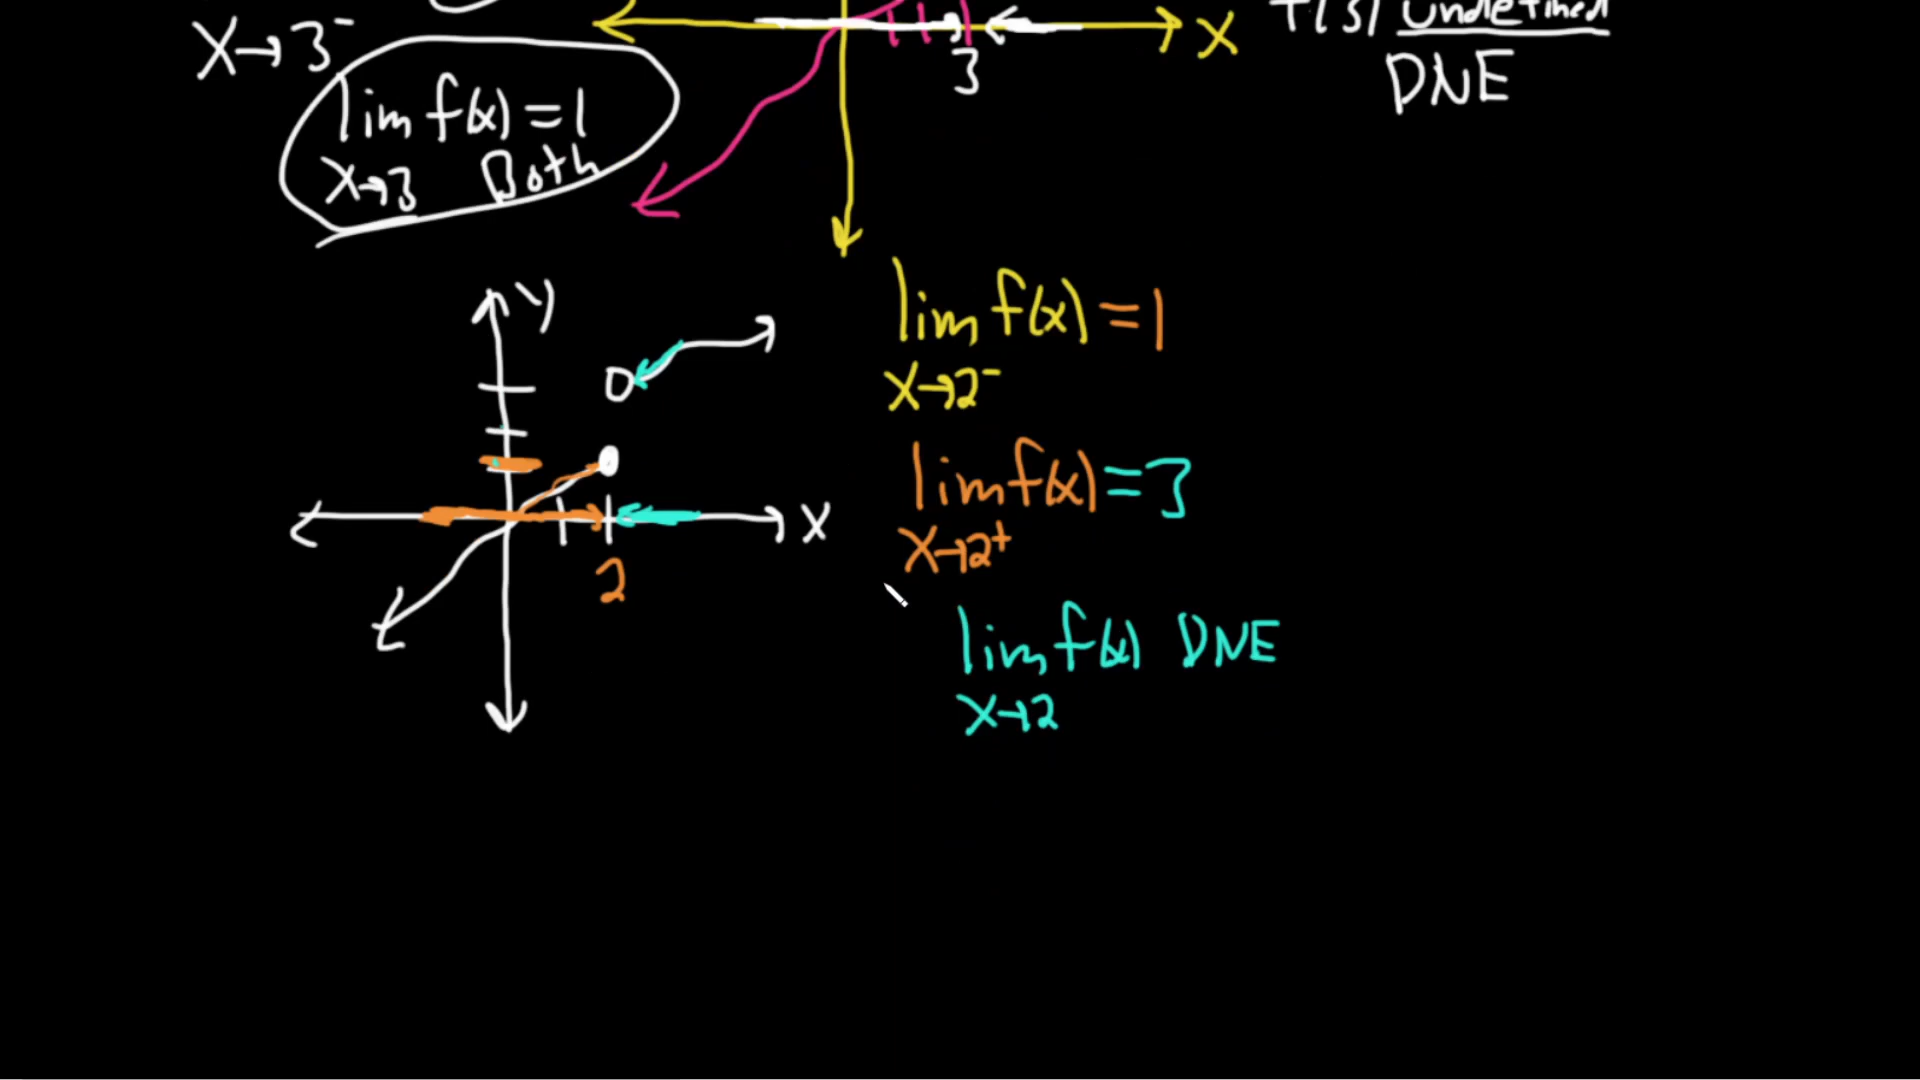 x→3⁻
f(3) undefined
DNE
x
3
lim f(x) = 1
x→3 Both
y
x
2
lim f(x) = 1
x→2⁻
lim f(x) = 3
x→2⁺
lim f(x) DNE
x→2